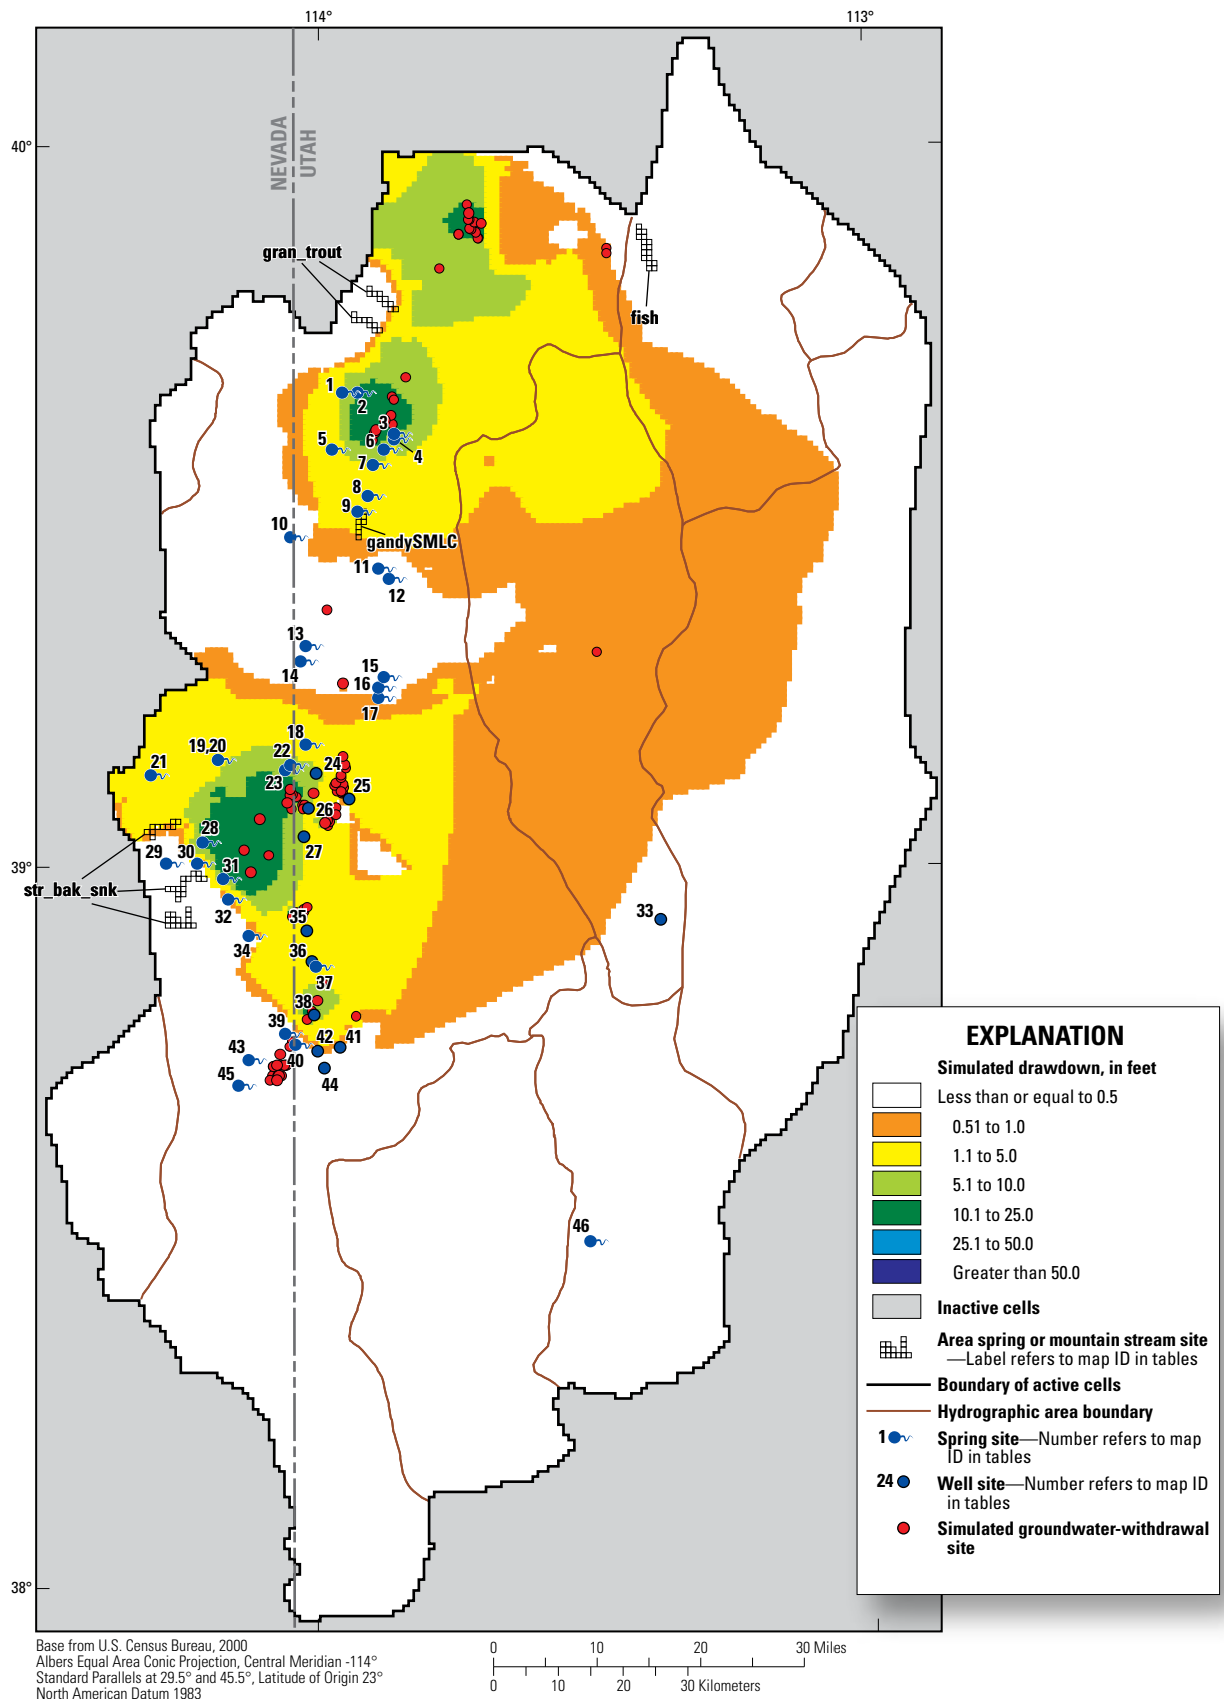 114°
113°
40°
NEVADA
UTAH
gran_trout
fish
1
2
3
5
6
4
7
8
9
10
gandySMLC
11
12
13
14
15
16
17
18
19,20
22
24
21
23
25
26
28
27
29
30
31
39°
str_bak_snk
32
33
35
34
36
37
38
39
42
41
43
40
45
44
46
38°
EXPLANATION
Simulated drawdown, in feet
Less than or equal to 0.5
0.51 to 1.0
1.1 to 5.0
5.1 to 10.0
10.1 to 25.0
25.1 to 50.0
Greater than 50.0
Inactive cells
Area spring or mountain stream site
—Label refers to map ID in tables
Boundary of active cells
Hydrographic area boundary
1 Spring site—Number refers to map
ID in tables
24 Well site—Number refers to map ID
in tables
Simulated groundwater-withdrawal
site
Base from U.S. Census Bureau, 2000
Albers Equal Area Conic Projection, Central Meridian -114°
Standard Parallels at 29.5° and 45.5°, Latitude of Origin 23°
North American Datum 1983
0 10 20 30 Miles
0 10 20 30 Kilometers